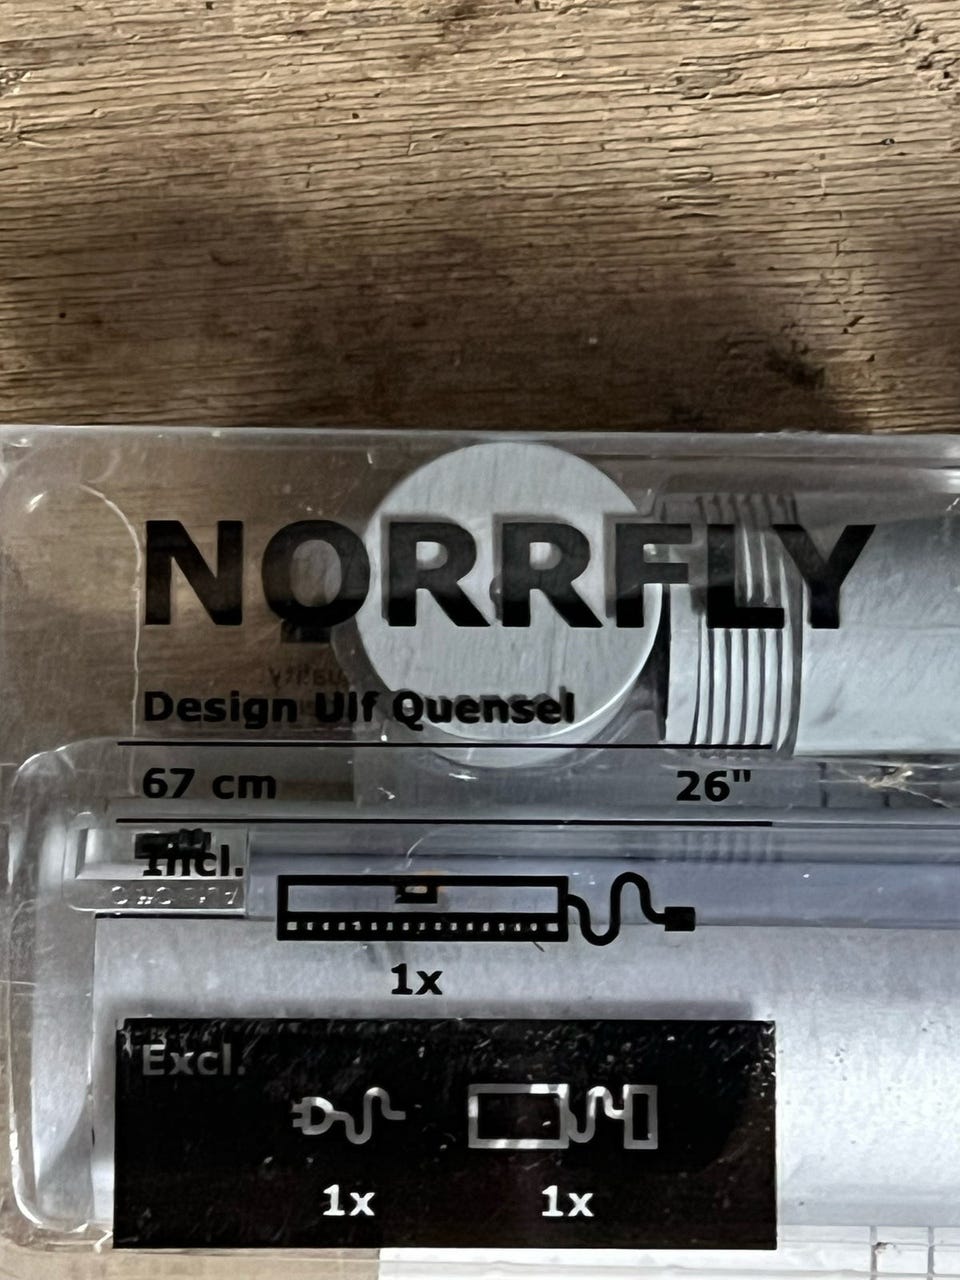 NORRFLY
Design Ulf Quensel
67 cm 26"
Incl.
1x
Excl.
1x 1x